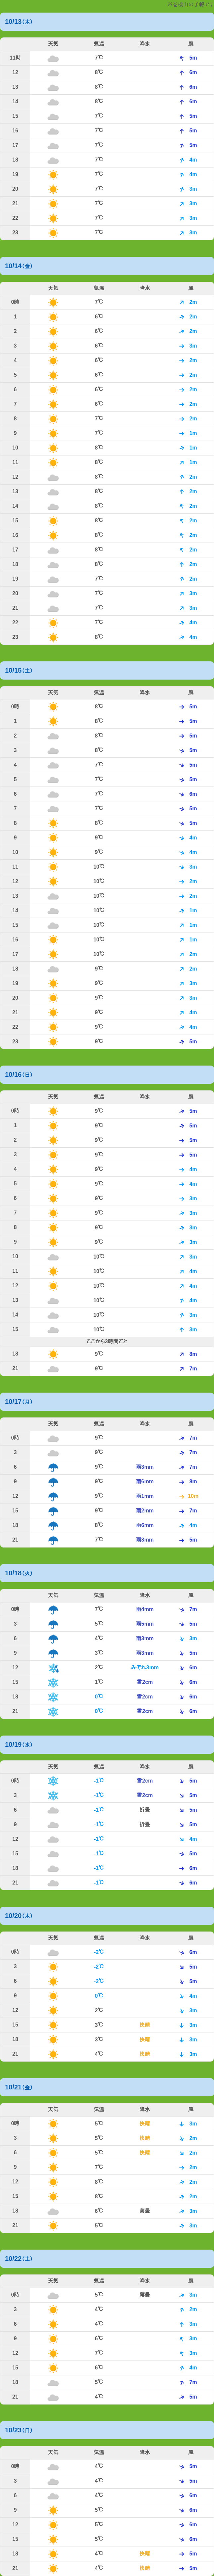 ※岩樋山の予報です
10/13(木)
天気 気温 降水 風
11時 7℃ 5m
12 8℃ 6m
13 8℃ 6m
14 8℃ 6m
15 7℃ 5m
16 7℃ 5m
17 7℃ 5m
18 7℃ 4m
19 7℃ 4m
20 7℃ 3m
21 7℃ 3m
22 7℃ 3m
23 7℃ 3m
10/14(金)
天気 気温 降水 風
0時 7℃ 2m
1 6℃ 2m
2 6℃ 2m
3 6℃ 3m
4 6℃ 2m
5 6℃ 2m
6 6℃ 2m
7 6℃ 2m
8 7℃ 2m
9 7℃ 1m
10 8℃ 1m
11 8℃ 1m
12 8℃ 2m
13 8℃ 2m
14 8℃ 2m
15 8℃ 2m
16 8℃ 2m
17 8℃ 2m
18 8℃ 2m
19 7℃ 2m
20 7℃ 3m
21 7℃ 3m
22 7℃ 4m
23 8℃ 4m
10/15(土)
天気 気温 降水 風
0時 8℃ 5m
1 8℃ 5m
2 8℃ 5m
3 8℃ 5m
4 7℃ 5m
5 7℃ 5m
6 7℃ 6m
7 7℃ 5m
8 8℃ 5m
9 9℃ 4m
10 9℃ 4m
11 10℃ 3m
12 10℃ 2m
13 10℃ 2m
14 10℃ 1m
15 10℃ 1m
16 10℃ 1m
17 10℃ 2m
18 9℃ 2m
19 9℃ 3m
20 9℃ 3m
21 9℃ 4m
22 9℃ 4m
23 9℃ 5m
10/16(日)
天気 気温 降水 風
0時 9℃ 5m
1 9℃ 5m
2 9℃ 5m
3 9℃ 5m
4 9℃ 4m
5 9℃ 4m
6 9℃ 3m
7 9℃ 3m
8 9℃ 3m
9 9℃ 3m
10 10℃ 3m
11 10℃ 4m
12 10℃ 4m
13 10℃ 4m
14 10℃ 3m
15 10℃ 3m
ここから3時間ごと
18 9℃ 8m
21 9℃ 7m
10/17(月)
天気 気温 降水 風
0時 9℃ 7m
3 9℃ 7m
6 9℃ 雨3mm 7m
9 9℃ 雨6mm 8m
12 9℃ 雨1mm 10m
15 9℃ 雨2mm 7m
18 8℃ 雨6mm 4m
21 7℃ 雨3mm 5m
10/18(火)
天気 気温 降水 風
0時 7℃ 雨4mm 7m
3 5℃ 雨5mm 5m
6 4℃ 雨3mm 3m
9 3℃ 雨3mm 5m
12 2℃ みぞれ3mm 6m
15 1℃ 雪2cm 6m
18 0℃ 雪2cm 6m
21 0℃ 雪2cm 6m
10/19(水)
天気 気温 降水 風
0時 -1℃ 雪2cm 5m
3 -1℃ 雪2cm 5m
6 -1℃ 折曇 5m
9 -1℃ 折曇 5m
12 -1℃ 4m
15 -1℃ 5m
18 -1℃ 6m
21 -1℃ 6m
10/20(木)
天気 気温 降水 風
0時 -2℃ 6m
3 -2℃ 5m
6 -2℃ 5m
9 0℃ 4m
12 2℃ 3m
15 3℃ 快晴 3m
18 3℃ 快晴 3m
21 4℃ 快晴 3m
10/21(金)
天気 気温 降水 風
0時 5℃ 快晴 3m
3 5℃ 快晴 2m
6 5℃ 快晴 2m
9 7℃ 2m
12 8℃ 2m
15 8℃ 2m
18 6℃ 薄曇 3m
21 5℃ 3m
10/22(土)
天気 気温 降水 風
0時 5℃ 薄曇 3m
3 4℃ 2m
6 4℃ 3m
9 6℃ 3m
12 7℃ 3m
15 6℃ 4m
18 5℃ 7m
21 4℃ 5m
10/23(日)
天気 気温 降水 風
0時 4℃ 5m
3 4℃ 5m
6 4℃ 6m
9 5℃ 6m
12 5℃ 6m
15 5℃ 6m
18 4℃ 快晴 5m
21 4℃ 快晴 5m